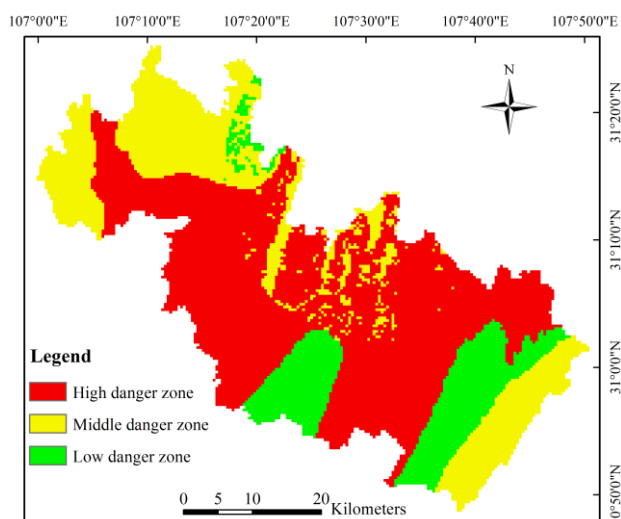 107°0'0"E 107°10'0"E 107°20'0"E 107°30'0"E 107°40'0"E 107°50'0"E
N
31°20'0"N
31°10'0"N
31°0'0"N
0°50'0"N
Legend
High danger zone
Middle danger zone
Low danger zone
0 5 10 20
Kilometers